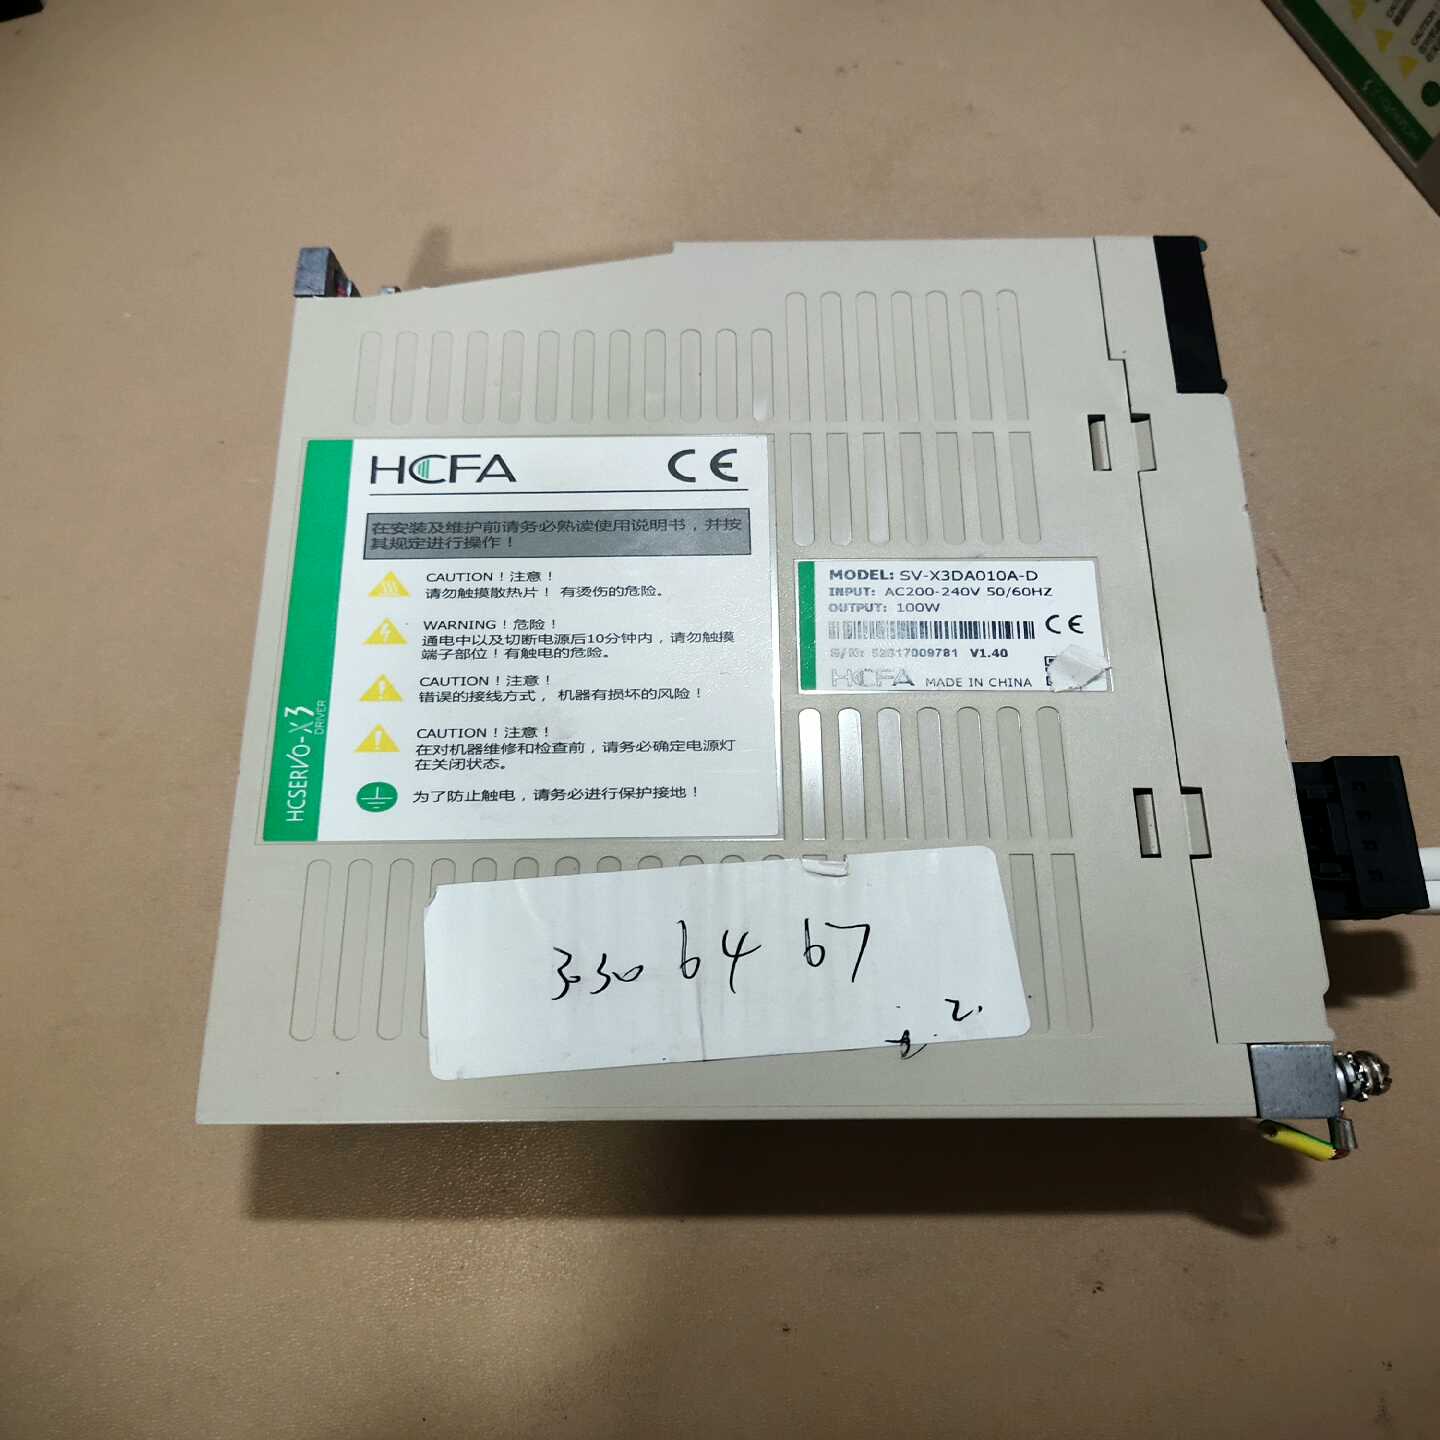 HCFA CE
在安装及维护前请务必熟读使用说明书，并按
其规定进行操作！
CAUTION！注意！
请勿触摸散热片！ 有烫伤的危险。
WARNING！危险！
通电中以及切断电源后10分钟内，请勿触摸
端子部位！有触电的危险。
CAUTION！注意！
错误的接线方式， 机器有损坏的风险！
CAUTION！注意！
在对机器维修和检查前，请务必确定电源灯
在关闭状态。
为了防止触电，请务必进行保护接地！
HCSERVO-X3
DRIVER
MODEL: SV-X3DA010A-D
INPUT: AC200-240V 50/60HZ
OUTPUT: 100W
CE
S/N: 52617009781 V1.40
HCFA MADE IN CHINA
330 64 67
2.